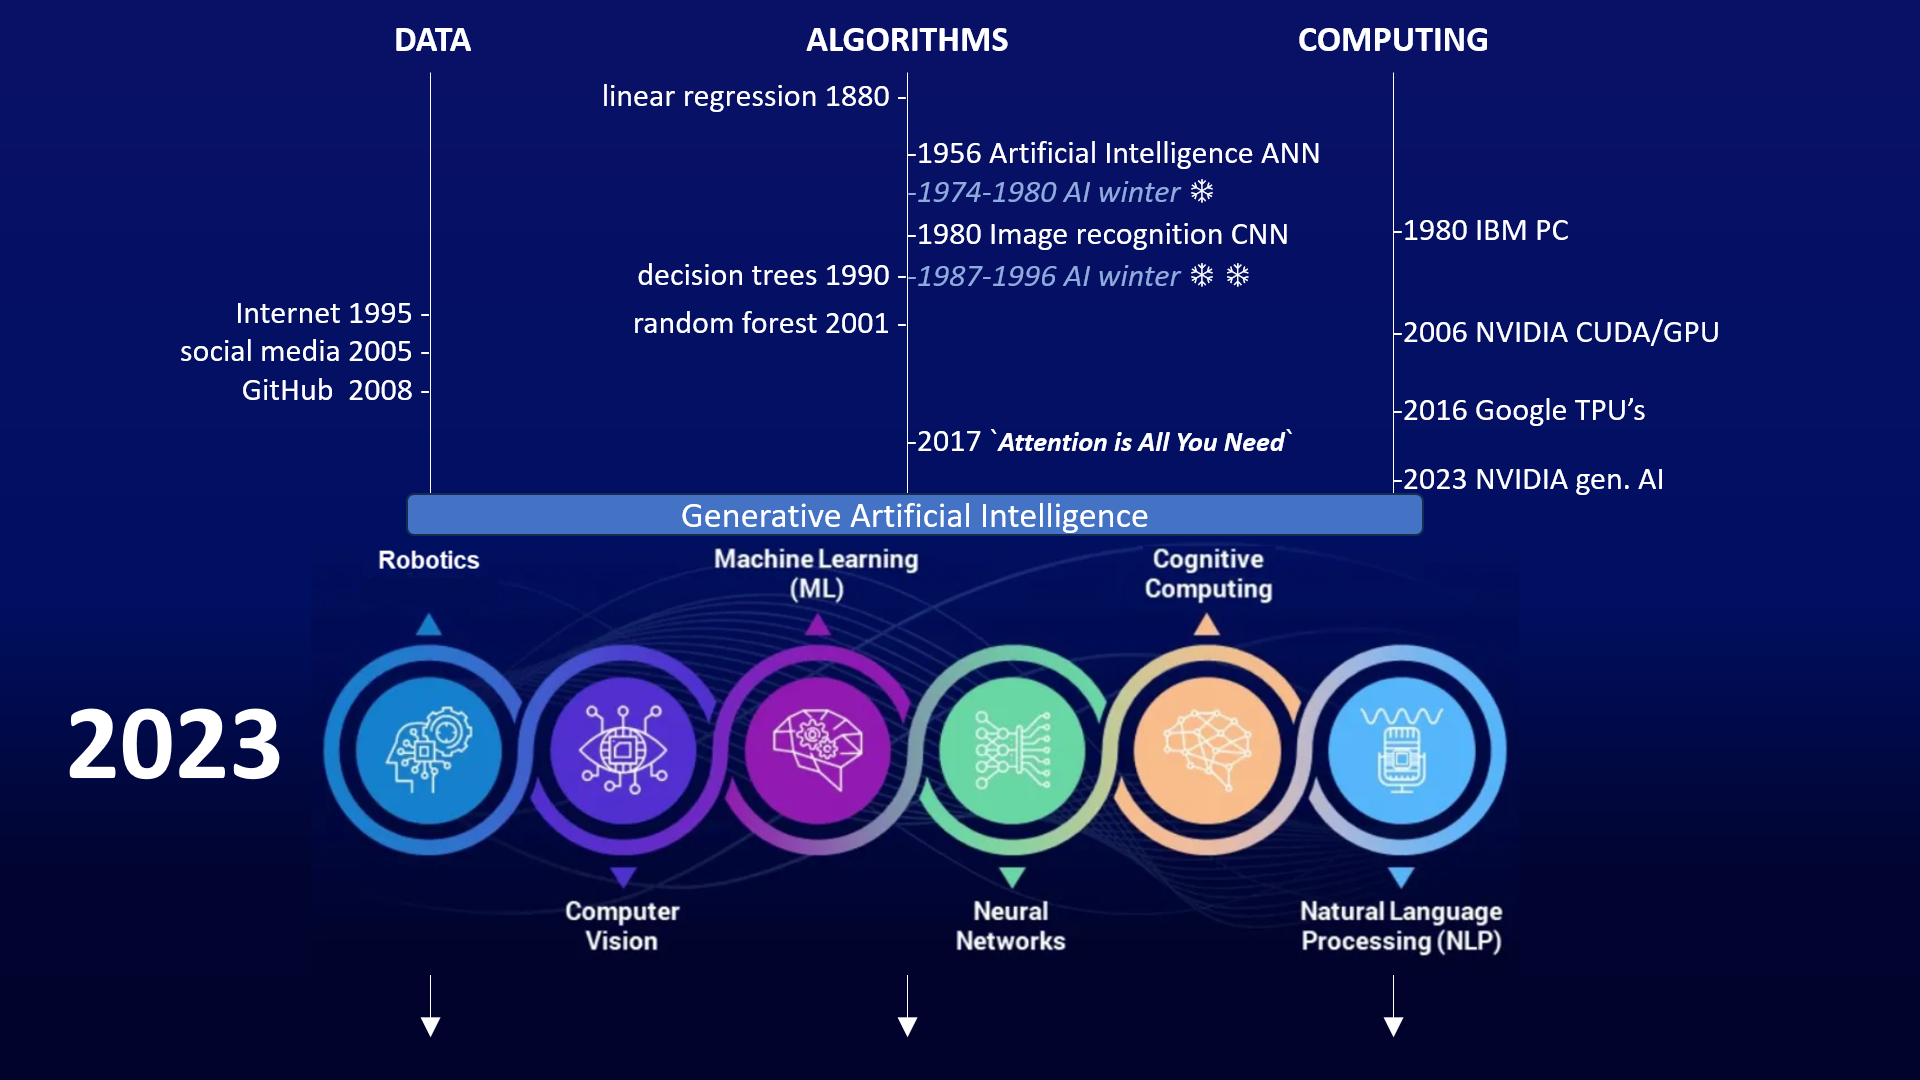 DATA
ALGORITHMS
COMPUTING
linear regression 1880 -
-1956 Artificial Intelligence ANN
-1974-1980 AI winter ❄
-1980 Image recognition CNN
-1980 IBM PC
decision trees 1990 -
-1987-1996 AI winter ❄ ❄
Internet 1995 -
random forest 2001 -
-2006 NVIDIA CUDA/GPU
social media 2005 -
GitHub  2008 -
-2016 Google TPU’s
-2017 `Attention is All You Need`
-2023 NVIDIA gen. AI
Generative Artificial Intelligence
Robotics
Machine Learning
(ML)
Cognitive
Computing
2023
Computer
Vision
Neural
Networks
Natural Language
Processing (NLP)